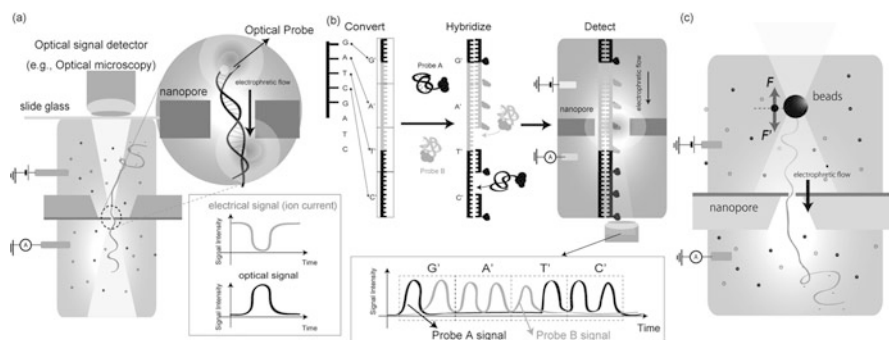 (a)
Optical signal detector
(e.g., Optical microscopy)
slide glass
Optical Probe
nanopore
electrophretic flow
A
electrical signal (ion current)
Signal Intensity
Time
optical signal
Signal Intensity
Time
(b)
Convert
Hybridize
Detect
G
A
T
C
G
A
T
C
G'
A'
T'
C'
Probe A
Probe B
G'
A'
T'
C'
nanopore
electrophretic flow
A
G' A' T' C'
Signal Intensity
Time
Probe A signal
Probe B signal
(c)
F
F'
beads
electrophretic flow
nanopore
A